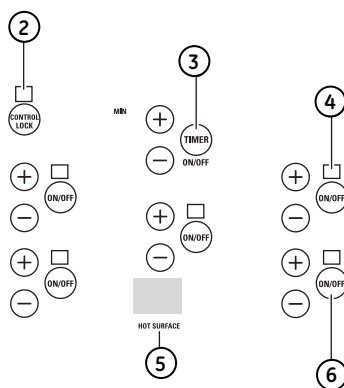 2
3
4
CONTROL
LOCK
MIN
+
TIMER
−
ON/OFF
+
ON/OFF
−
+
ON/OFF
−
+
ON/OFF
−
+
ON/OFF
−
+
ON/OFF
−
HOT SURFACE
5
6